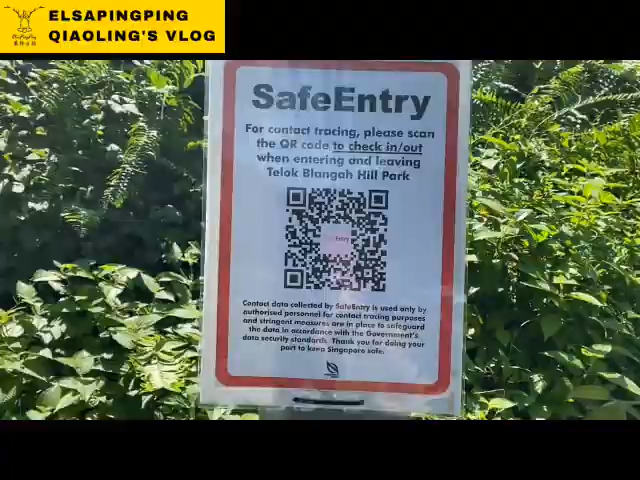 ELSAPINGPING
QIAOLING'S VLOG
SafeEntry
For contact tracing, please scan
the QR code to check in/out
when entering and leaving
Telok Blangah Hill Park
Entry
Contact data collected by SafeEntry is used only by
authorised personnel for contact tracing purposes
and stringent measures are in place to safeguard
the data in accordance with the Government's
data security standards. Thank you for doing your
part to keep Singapore safe.